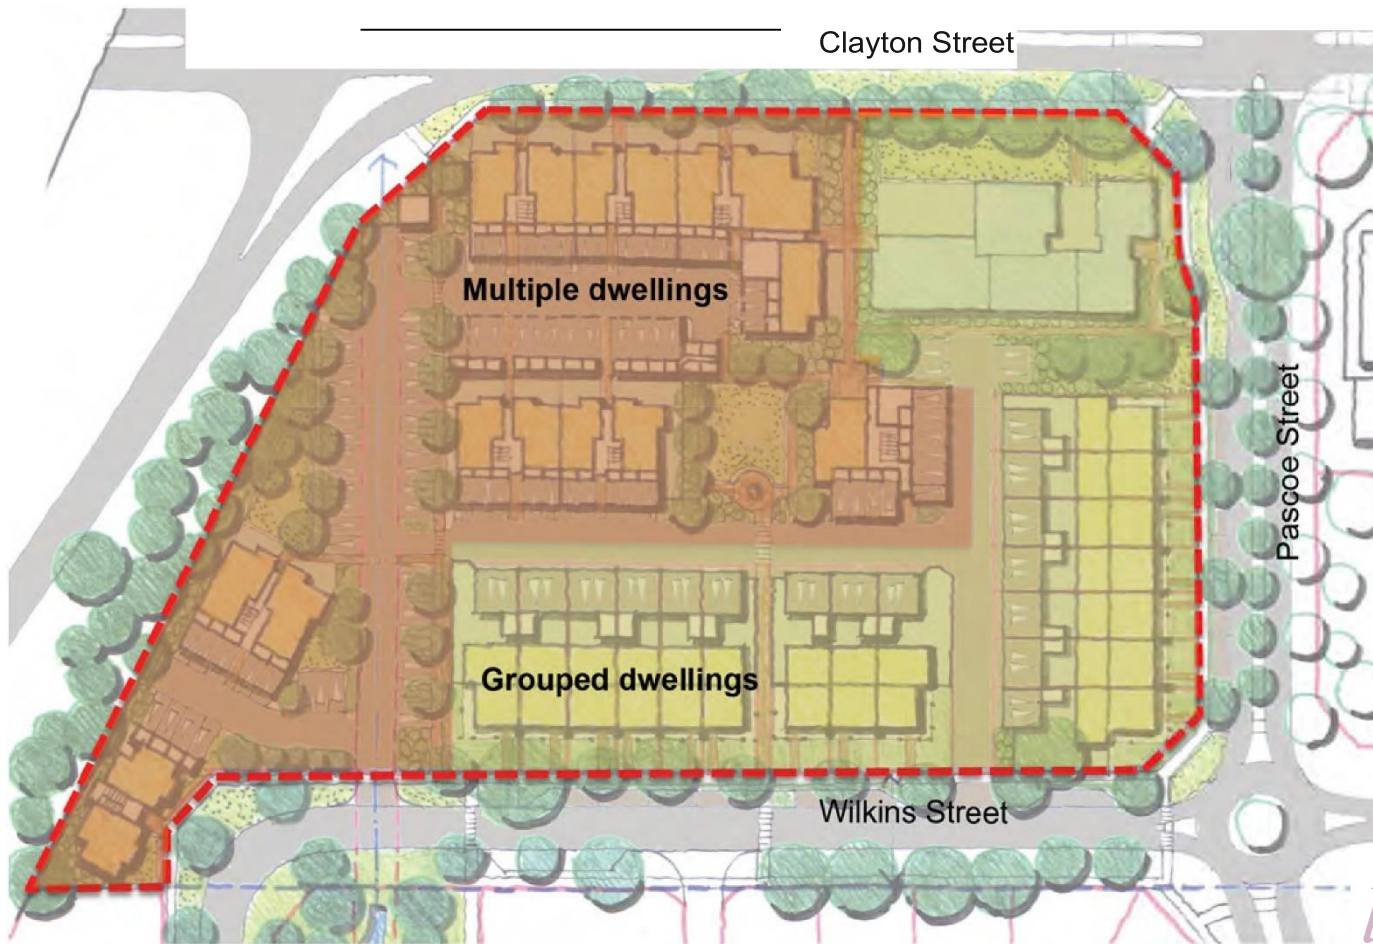 Clayton Street
Multiple dwellings
Pascoe Street
Grouped dwellings
Wilkins Street